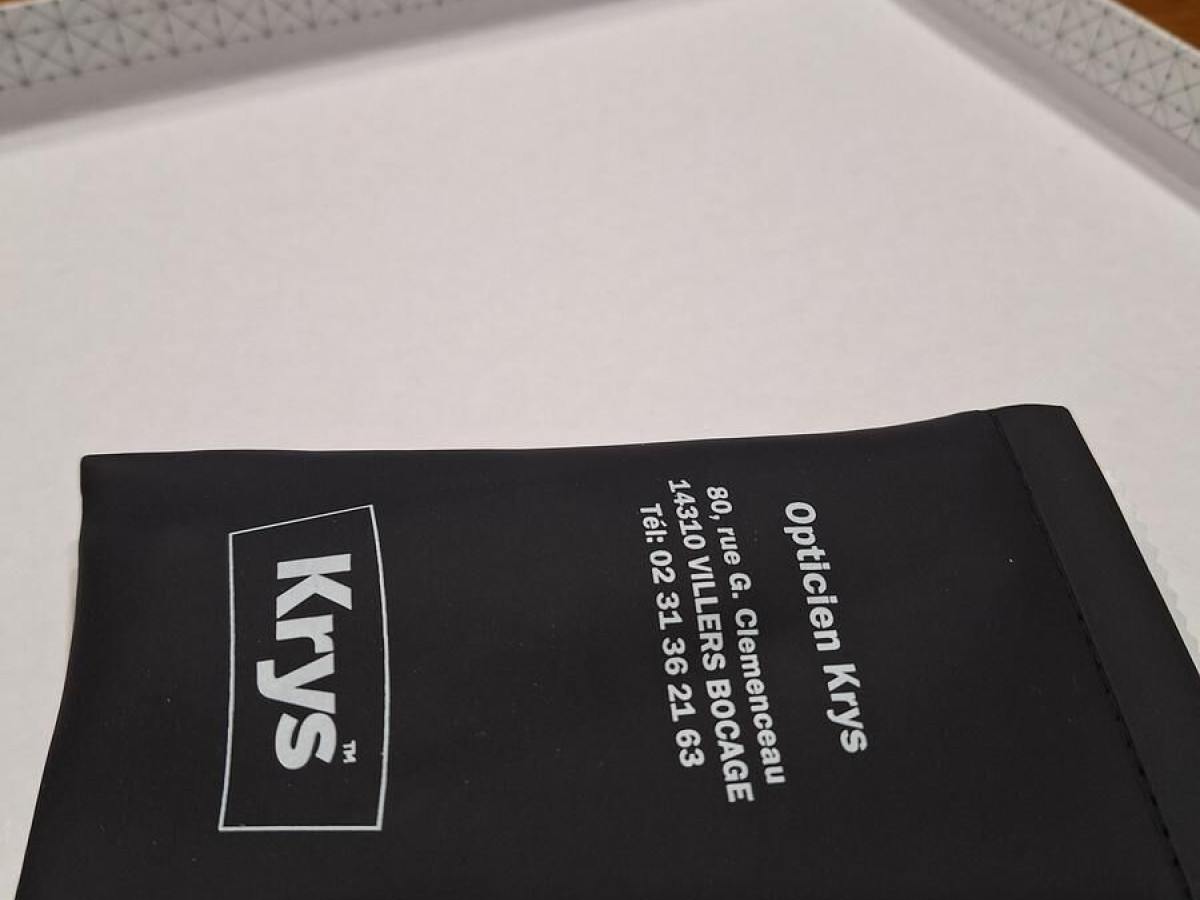 Opticien Krys
80, rue G. Clemenceau
14310 VILLERS BOCAGE
Tél: 02 31 36 21 63
Krys™